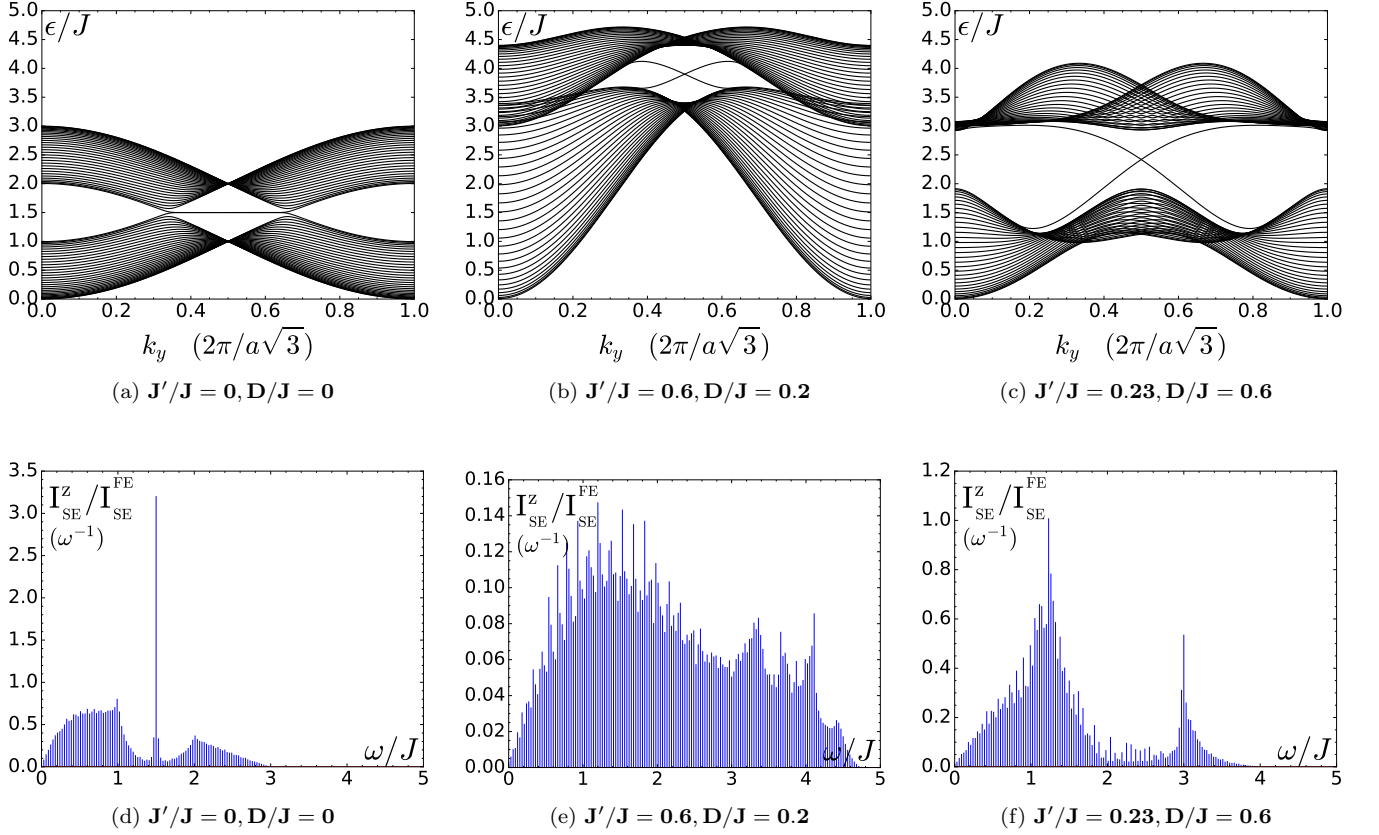 5.0 4.5 4.0 3.5 3.0 2.5 2.0 1.5 1.0 0.5 0.0
ϵ/J
0.0 0.2 0.4 0.6 0.8 1.0
k_y (2π/a√3)
(a) J′/J = 0, D/J = 0
5.0 4.5 4.0 3.5 3.0 2.5 2.0 1.5 1.0 0.5 0.0
ϵ/J
0.0 0.2 0.4 0.6 0.8 1.0
k_y (2π/a√3)
(b) J′/J = 0.6, D/J = 0.2
5.0 4.5 4.0 3.5 3.0 2.5 2.0 1.5 1.0 0.5 0.0
ϵ/J
0.0 0.2 0.4 0.6 0.8 1.0
k_y (2π/a√3)
(c) J′/J = 0.23, D/J = 0.6
3.5 3.0 2.5 2.0 1.5 1.0 0.5 0.0
I^z_SE/I^FE_SE
(ω⁻¹)
ω/J
0 1 2 3 4 5
(d) J′/J = 0, D/J = 0
0.16 0.14 0.12 0.10 0.08 0.06 0.04 0.02 0.00
I^z_SE/I^FE_SE
(ω⁻¹)
ω/J
0 1 2 3 4 5
(e) J′/J = 0.6, D/J = 0.2
1.2 1.0 0.8 0.6 0.4 0.2 0.0
I^z_SE/I^FE_SE
(ω⁻¹)
ω/J
0 1 2 3 4 5
(f) J′/J = 0.23, D/J = 0.6